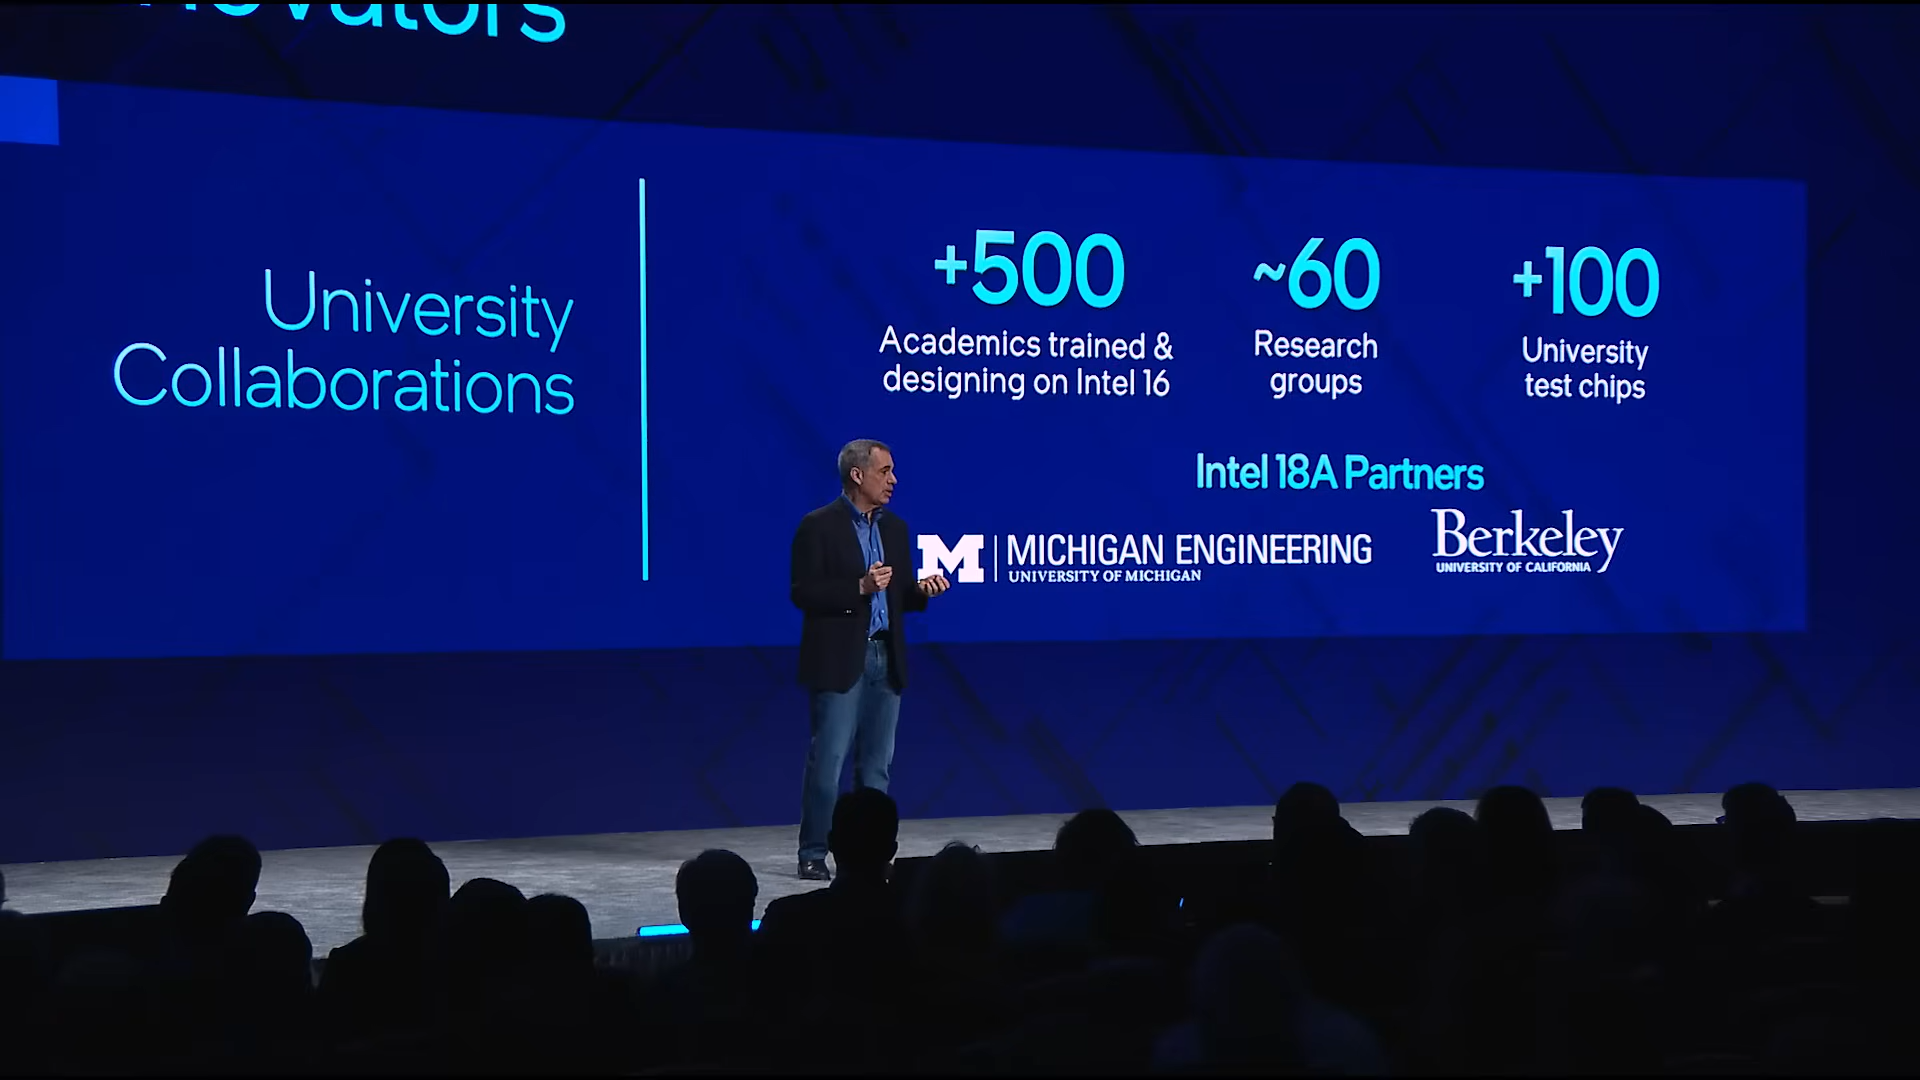 University
Collaborations
+500
Academics trained &
designing on Intel 16
~60
Research
groups
+100
University
test chips
Intel 18A Partners
M
MICHIGAN ENGINEERING
UNIVERSITY OF MICHIGAN
Berkeley
UNIVERSITY OF CALIFORNIA